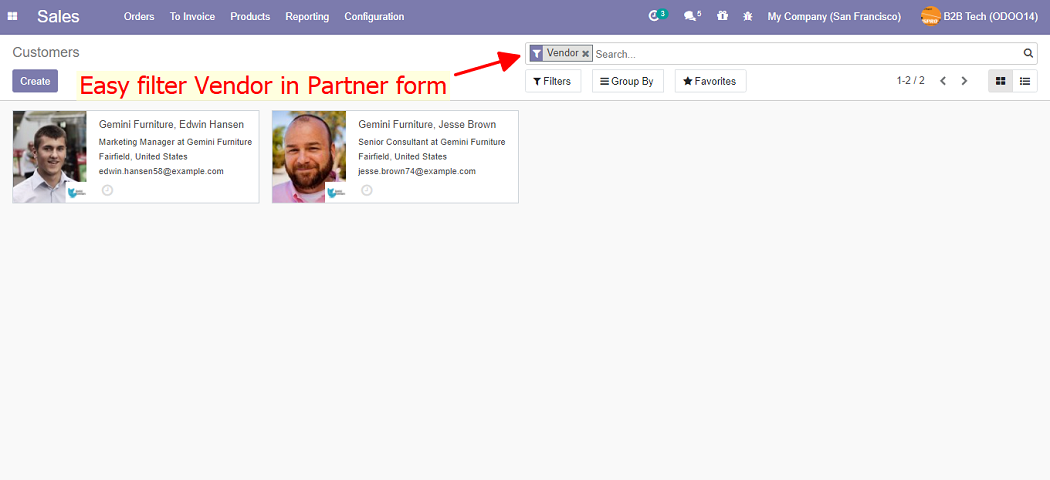 Sales Orders To Invoice Products Reporting Configuration 3 5 My Company (San Francisco) B2B Tech (ODOO14)
Customers
Vendor Search...
Create
Easy filter Vendor in Partner form
Filters Group By Favorites 1-2 / 2
Gemini Furniture, Edwin Hansen
Marketing Manager at Gemini Furniture
Fairfield, United States
edwin.hansen58@example.com
Gemini Furniture, Jesse Brown
Senior Consultant at Gemini Furniture
Fairfield, United States
jesse.brown74@example.com